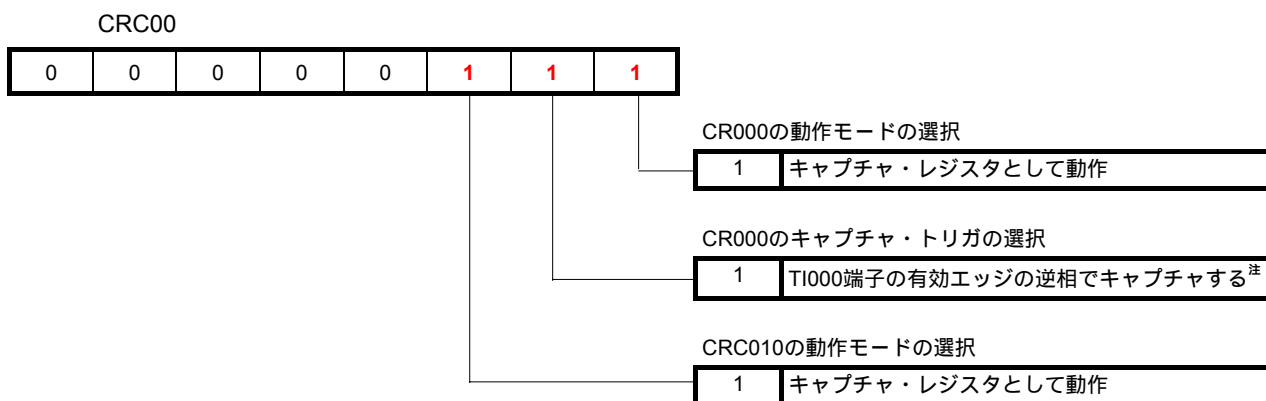 CRC00
0 0 0 0 0 1 1 1
CR000の動作モードの選択
1 キャプチャ・レジスタとして動作
CR000のキャプチャ・トリガの選択
1 TI000端子の有効エッジの逆相でキャプチャする注
CRC010の動作モードの選択
1 キャプチャ・レジスタとして動作